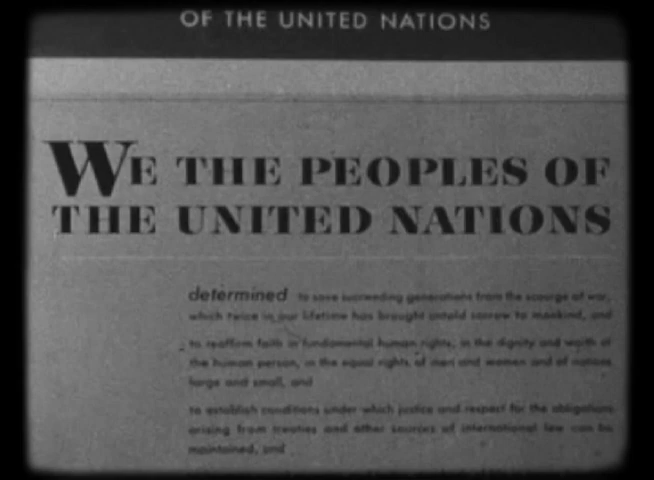 OF THE UNITED NATIONS
WE THE PEOPLES OF
THE UNITED NATIONS
determined to save succeeding generations from the scourge of war,
which twice in our lifetime has brought untold sorrow to mankind, and
to reaffirm faith in fundamental human rights, in the dignity and worth of
the human person, in the equal rights of men and women and of nations
large and small, and
to establish conditions under which justice and respect for the obligations
arising from treaties and other sources of international law can be
maintained, and